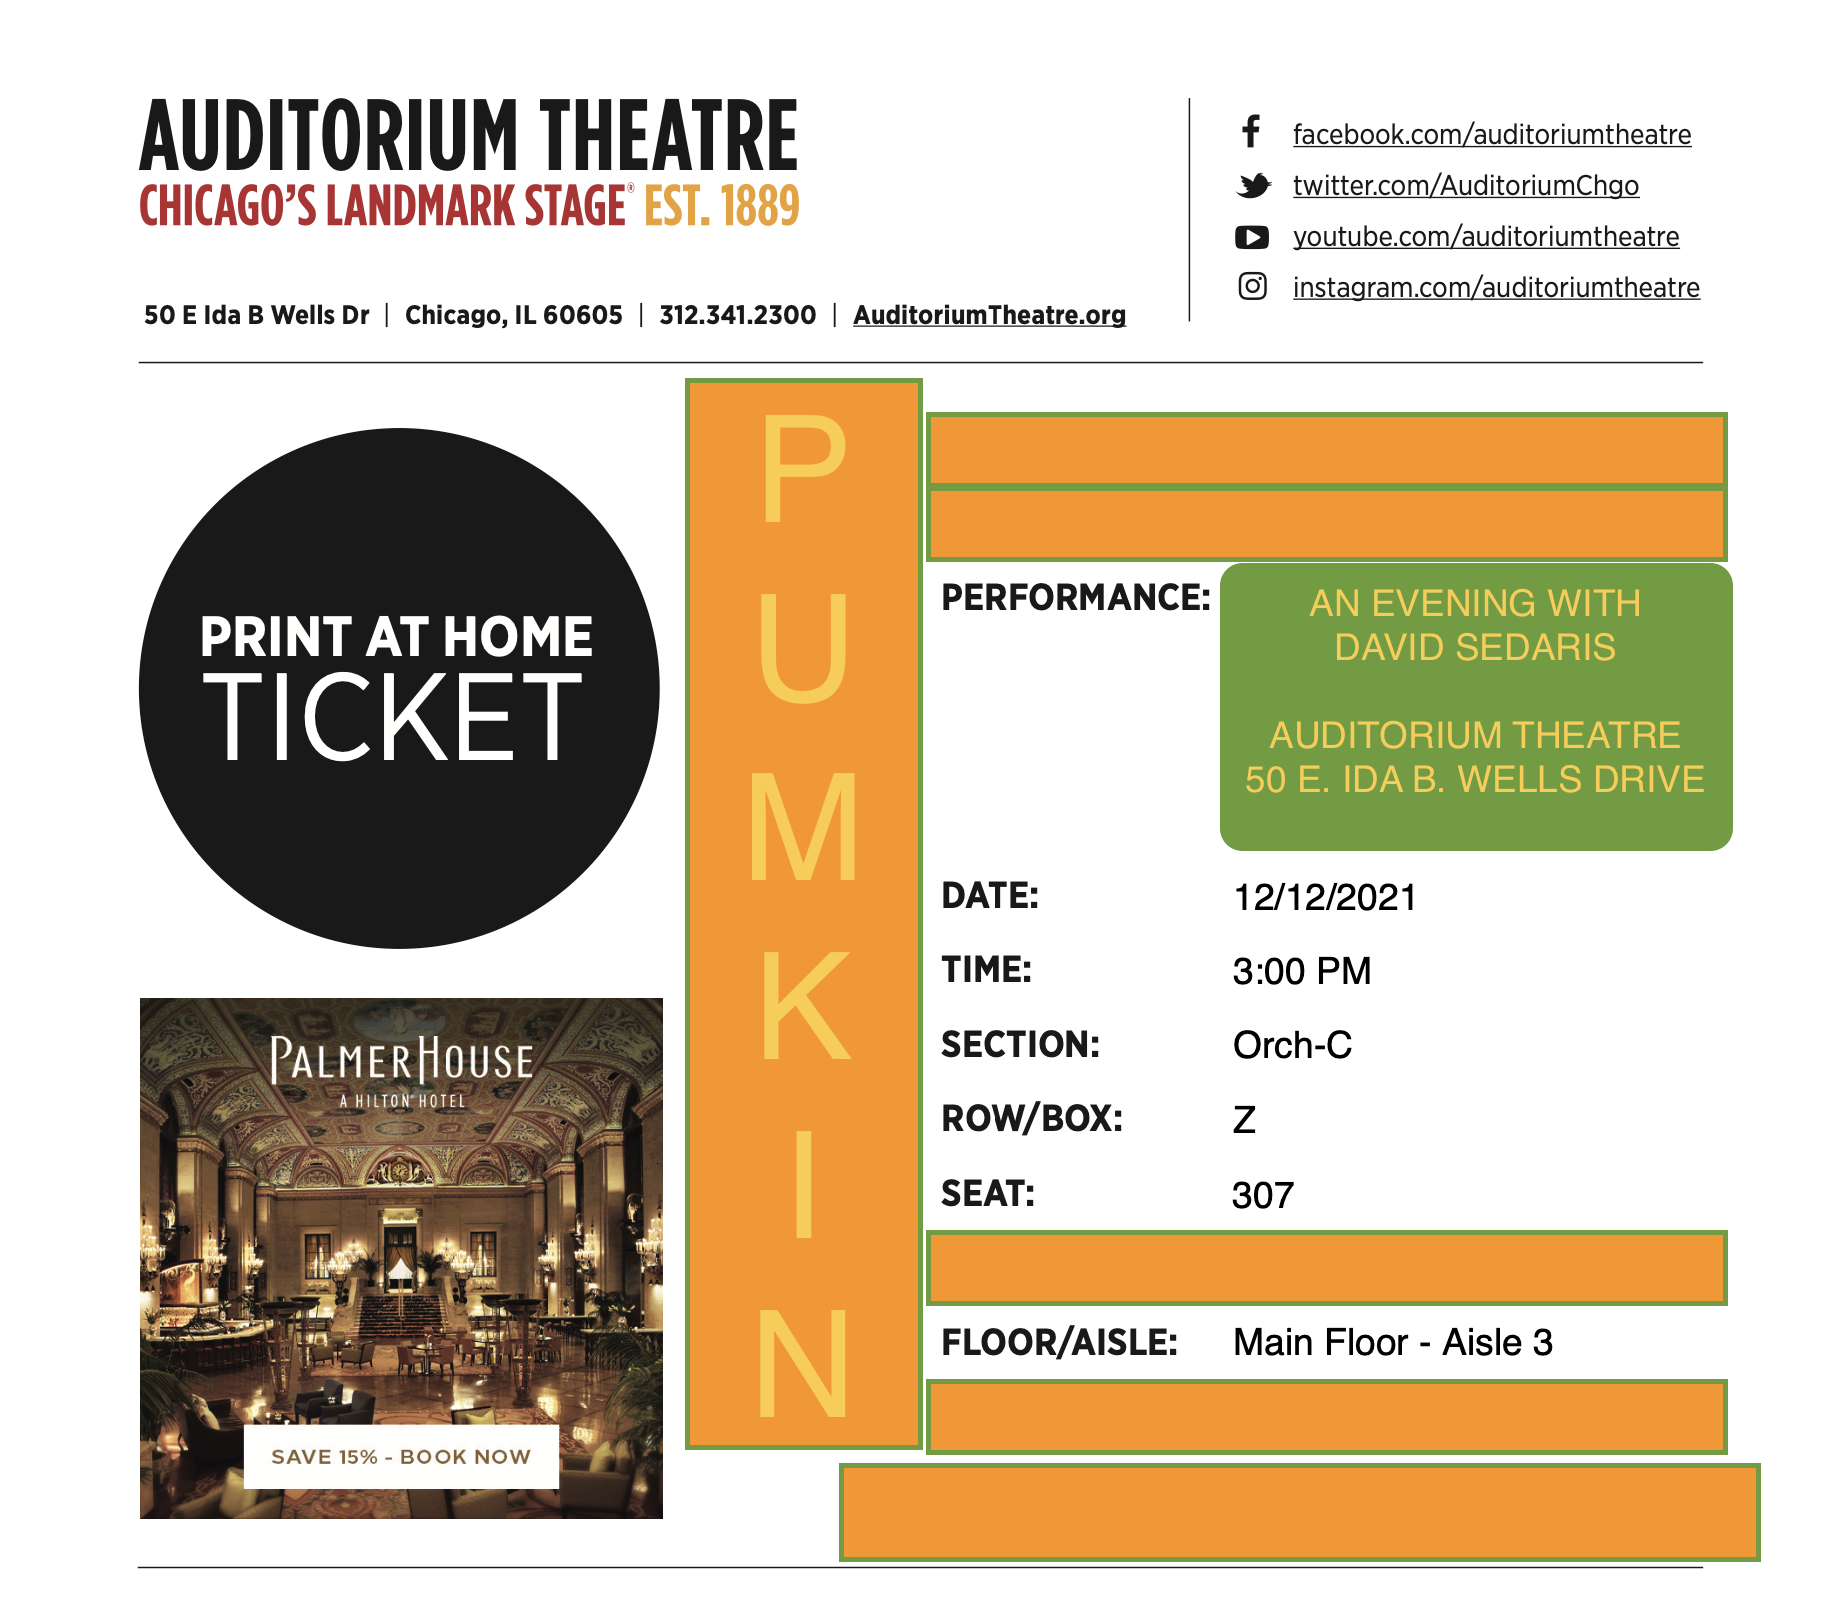 AUDITORIUM THEATRE
CHICAGO'S LANDMARK STAGE® EST. 1889
50 E Ida B Wells Dr | Chicago, IL 60605 | 312.341.2300 | AuditoriumTheatre.org
facebook.com/auditoriumtheatre
twitter.com/AuditoriumChgo
youtube.com/auditoriumtheatre
instagram.com/auditoriumtheatre
PRINT AT HOME
TICKET
PALMER HOUSE
A HILTON® HOTEL
SAVE 15% - BOOK NOW
P
U
M
K
I
N
PERFORMANCE: AN EVENING WITH
DAVID SEDARIS
AUDITORIUM THEATRE
50 E. IDA B. WELLS DRIVE
DATE: 12/12/2021
TIME: 3:00 PM
SECTION: Orch-C
ROW/BOX: Z
SEAT: 307
FLOOR/AISLE: Main Floor - Aisle 3